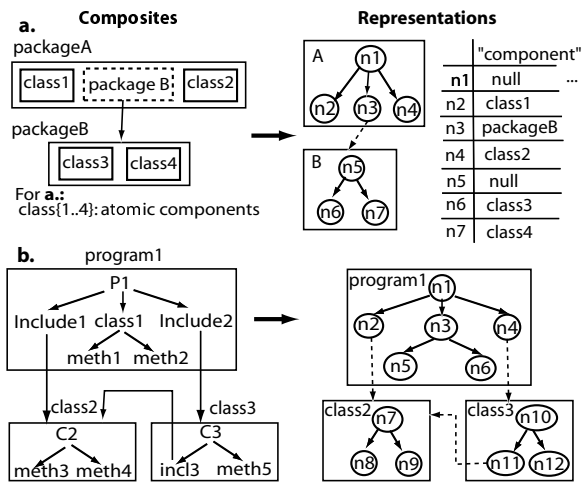 Composites
Representations
a.
packageA
class1
package B
class2
packageB
class3
class4
For a.:
class{1..4}: atomic components
A
n1
n2
n3
n4
B
n5
n6
n7
"component"
n1 null ...
n2 class1
n3 packageB
n4 class2
n5 null
n6 class3
n7 class4
b.
program1
P1
Include1 class1 Include2
meth1 meth2
class2
class3
C2
meth3 meth4
C3
incl3 meth5
program1
n1
n2
n3
n4
n5
n6
class2
n7
n8
n9
class3
n10
n11
n12